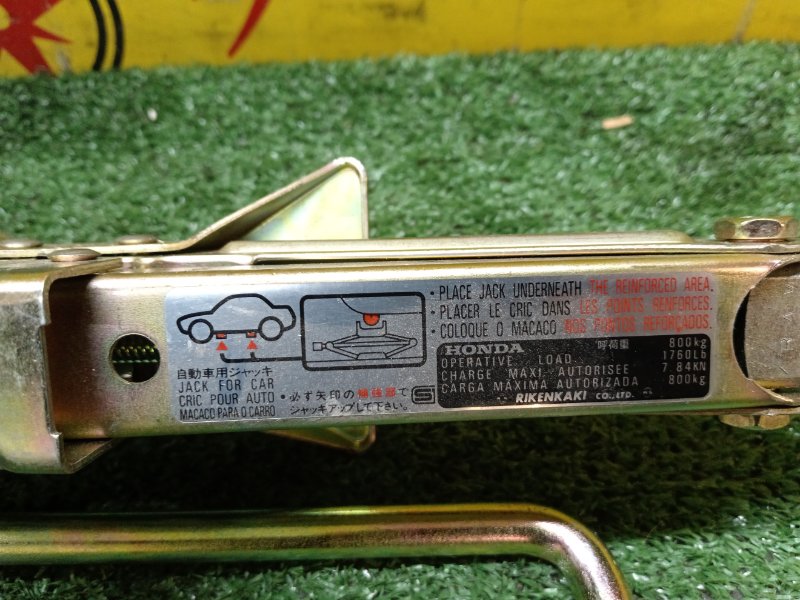 • PLACE JACK UNDERNEATH THE REINFORCED AREA.
• PLACER LE CRIC DANS LES POINTS RENFORCES.
• COLOQUE O MACACO NOS PONTOS REFORÇADOS.
自動車用ジャッキ
JACK FOR CAR
CRIC POUR AUTO
MACACO PARA O CARRO
• 必ず矢印の補強部で
ジャッキアップして下さい。
HONDA 呼荷重 800kg
OPERATIVE LOAD 1760Lb
CHARGE MAXI AUTORISEE 7.84KN
CARGA MÁXIMA AUTORIZADA 800kg
RIKENKAKI CO.,LTD.